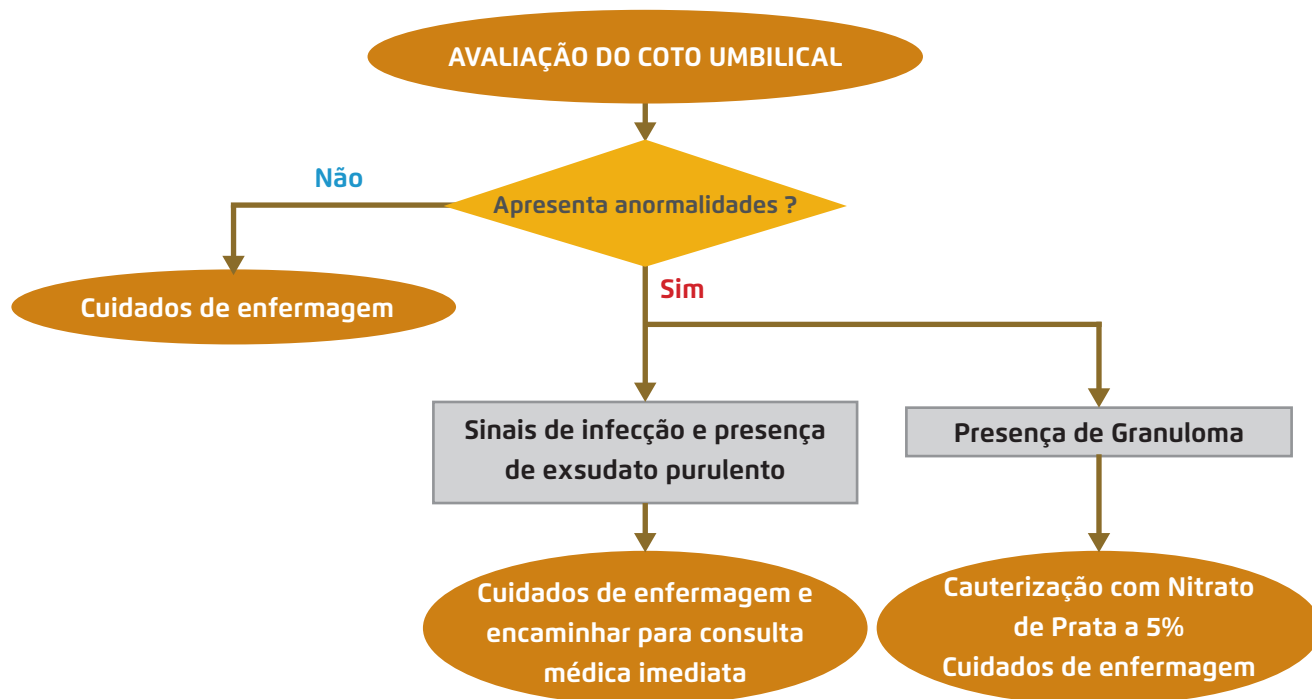 AVALIAÇÃO DO COTO UMBILICAL
Apresenta anormalidades ?
Não
Cuidados de enfermagem
Sim
Sinais de infecção e presença
de exsudato purulento
Presença de Granuloma
Cuidados de enfermagem e
encaminhar para consulta
médica imediata
Cauterização com Nitrato
de Prata a 5%
Cuidados de enfermagem